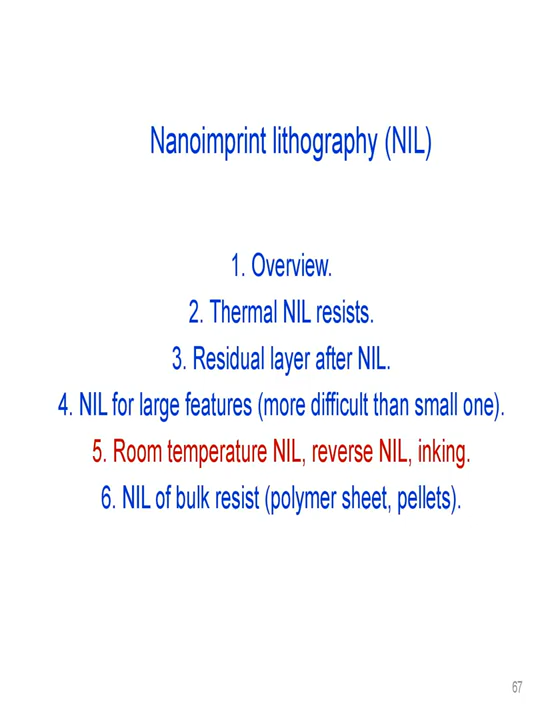 Nanoimprint lithography (NIL)
1. Overview.
2. Thermal NIL resists.
3. Residual layer after NIL.
4. NIL for large features (more difficult than small one).
5. Room temperature NIL, reverse NIL, inking.
6. NIL of bulk resist (polymer sheet, pellets).
67